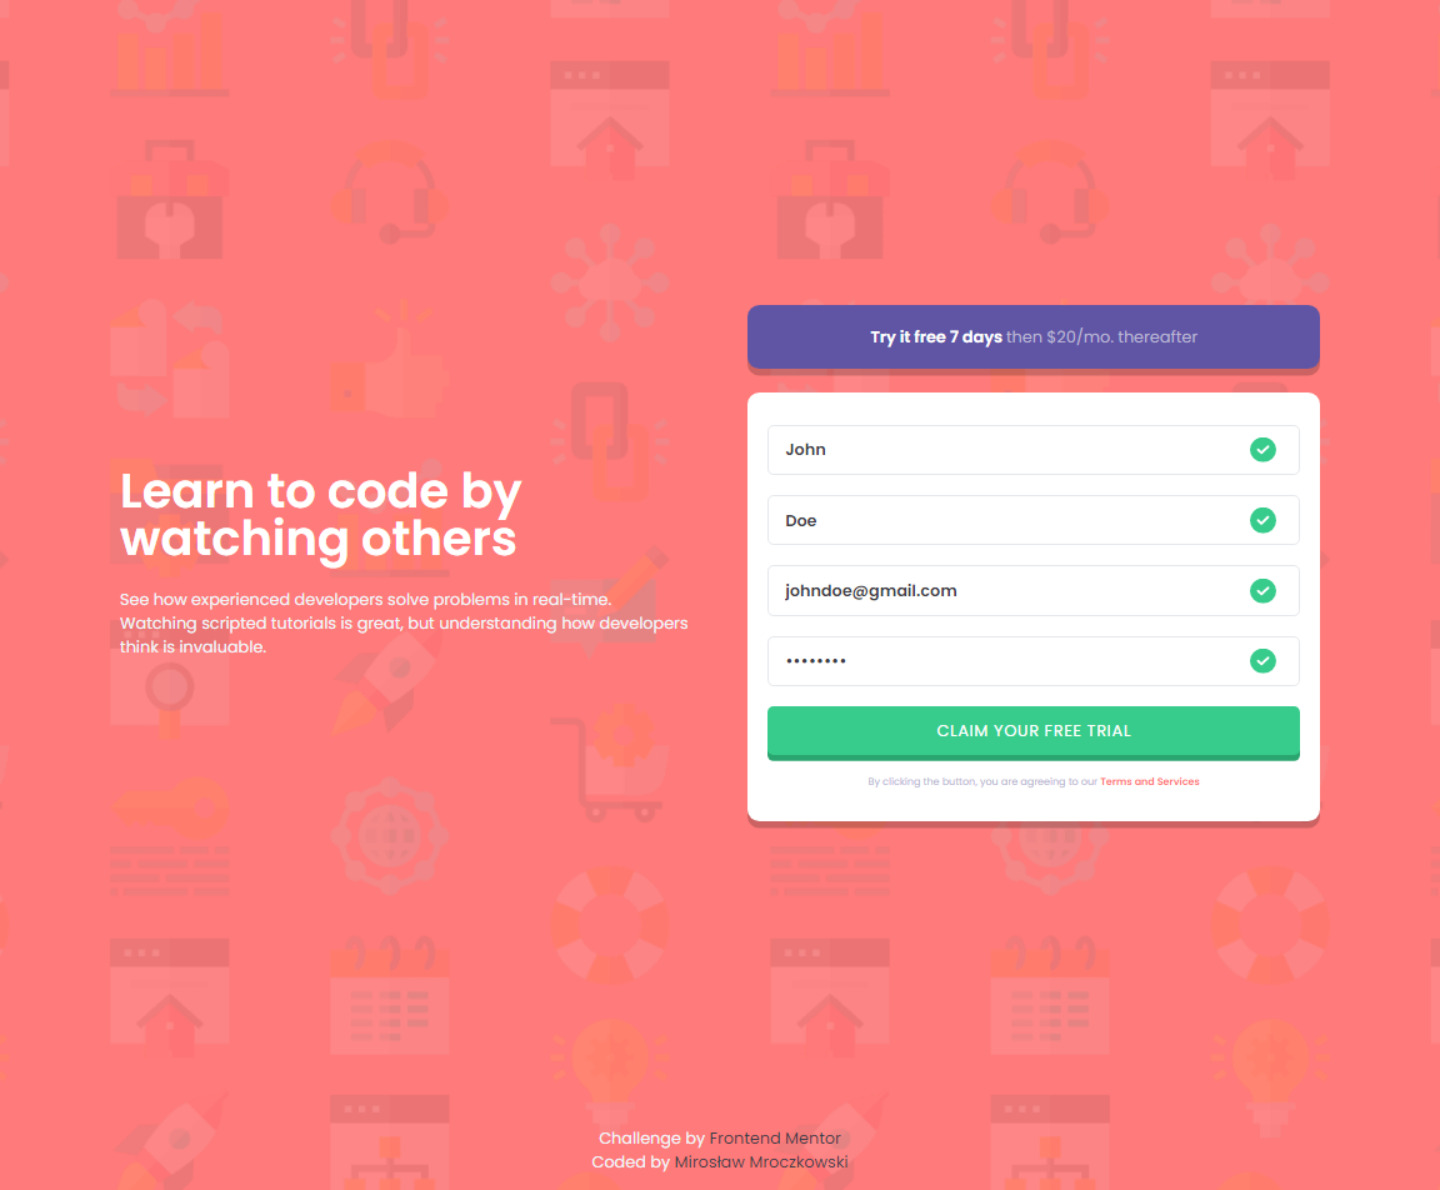 Learn to code by
watching others
See how experienced developers solve problems in real-time.
Watching scripted tutorials is great, but understanding how developers
think is invaluable.
Try it free 7 days then $20/mo. thereafter
John
Doe
johndoe@gmail.com
••••••••
CLAIM YOUR FREE TRIAL
By clicking the button, you are agreeing to our Terms and Services
Challenge by Frontend Mentor
Coded by Mirosław Mroczkowski